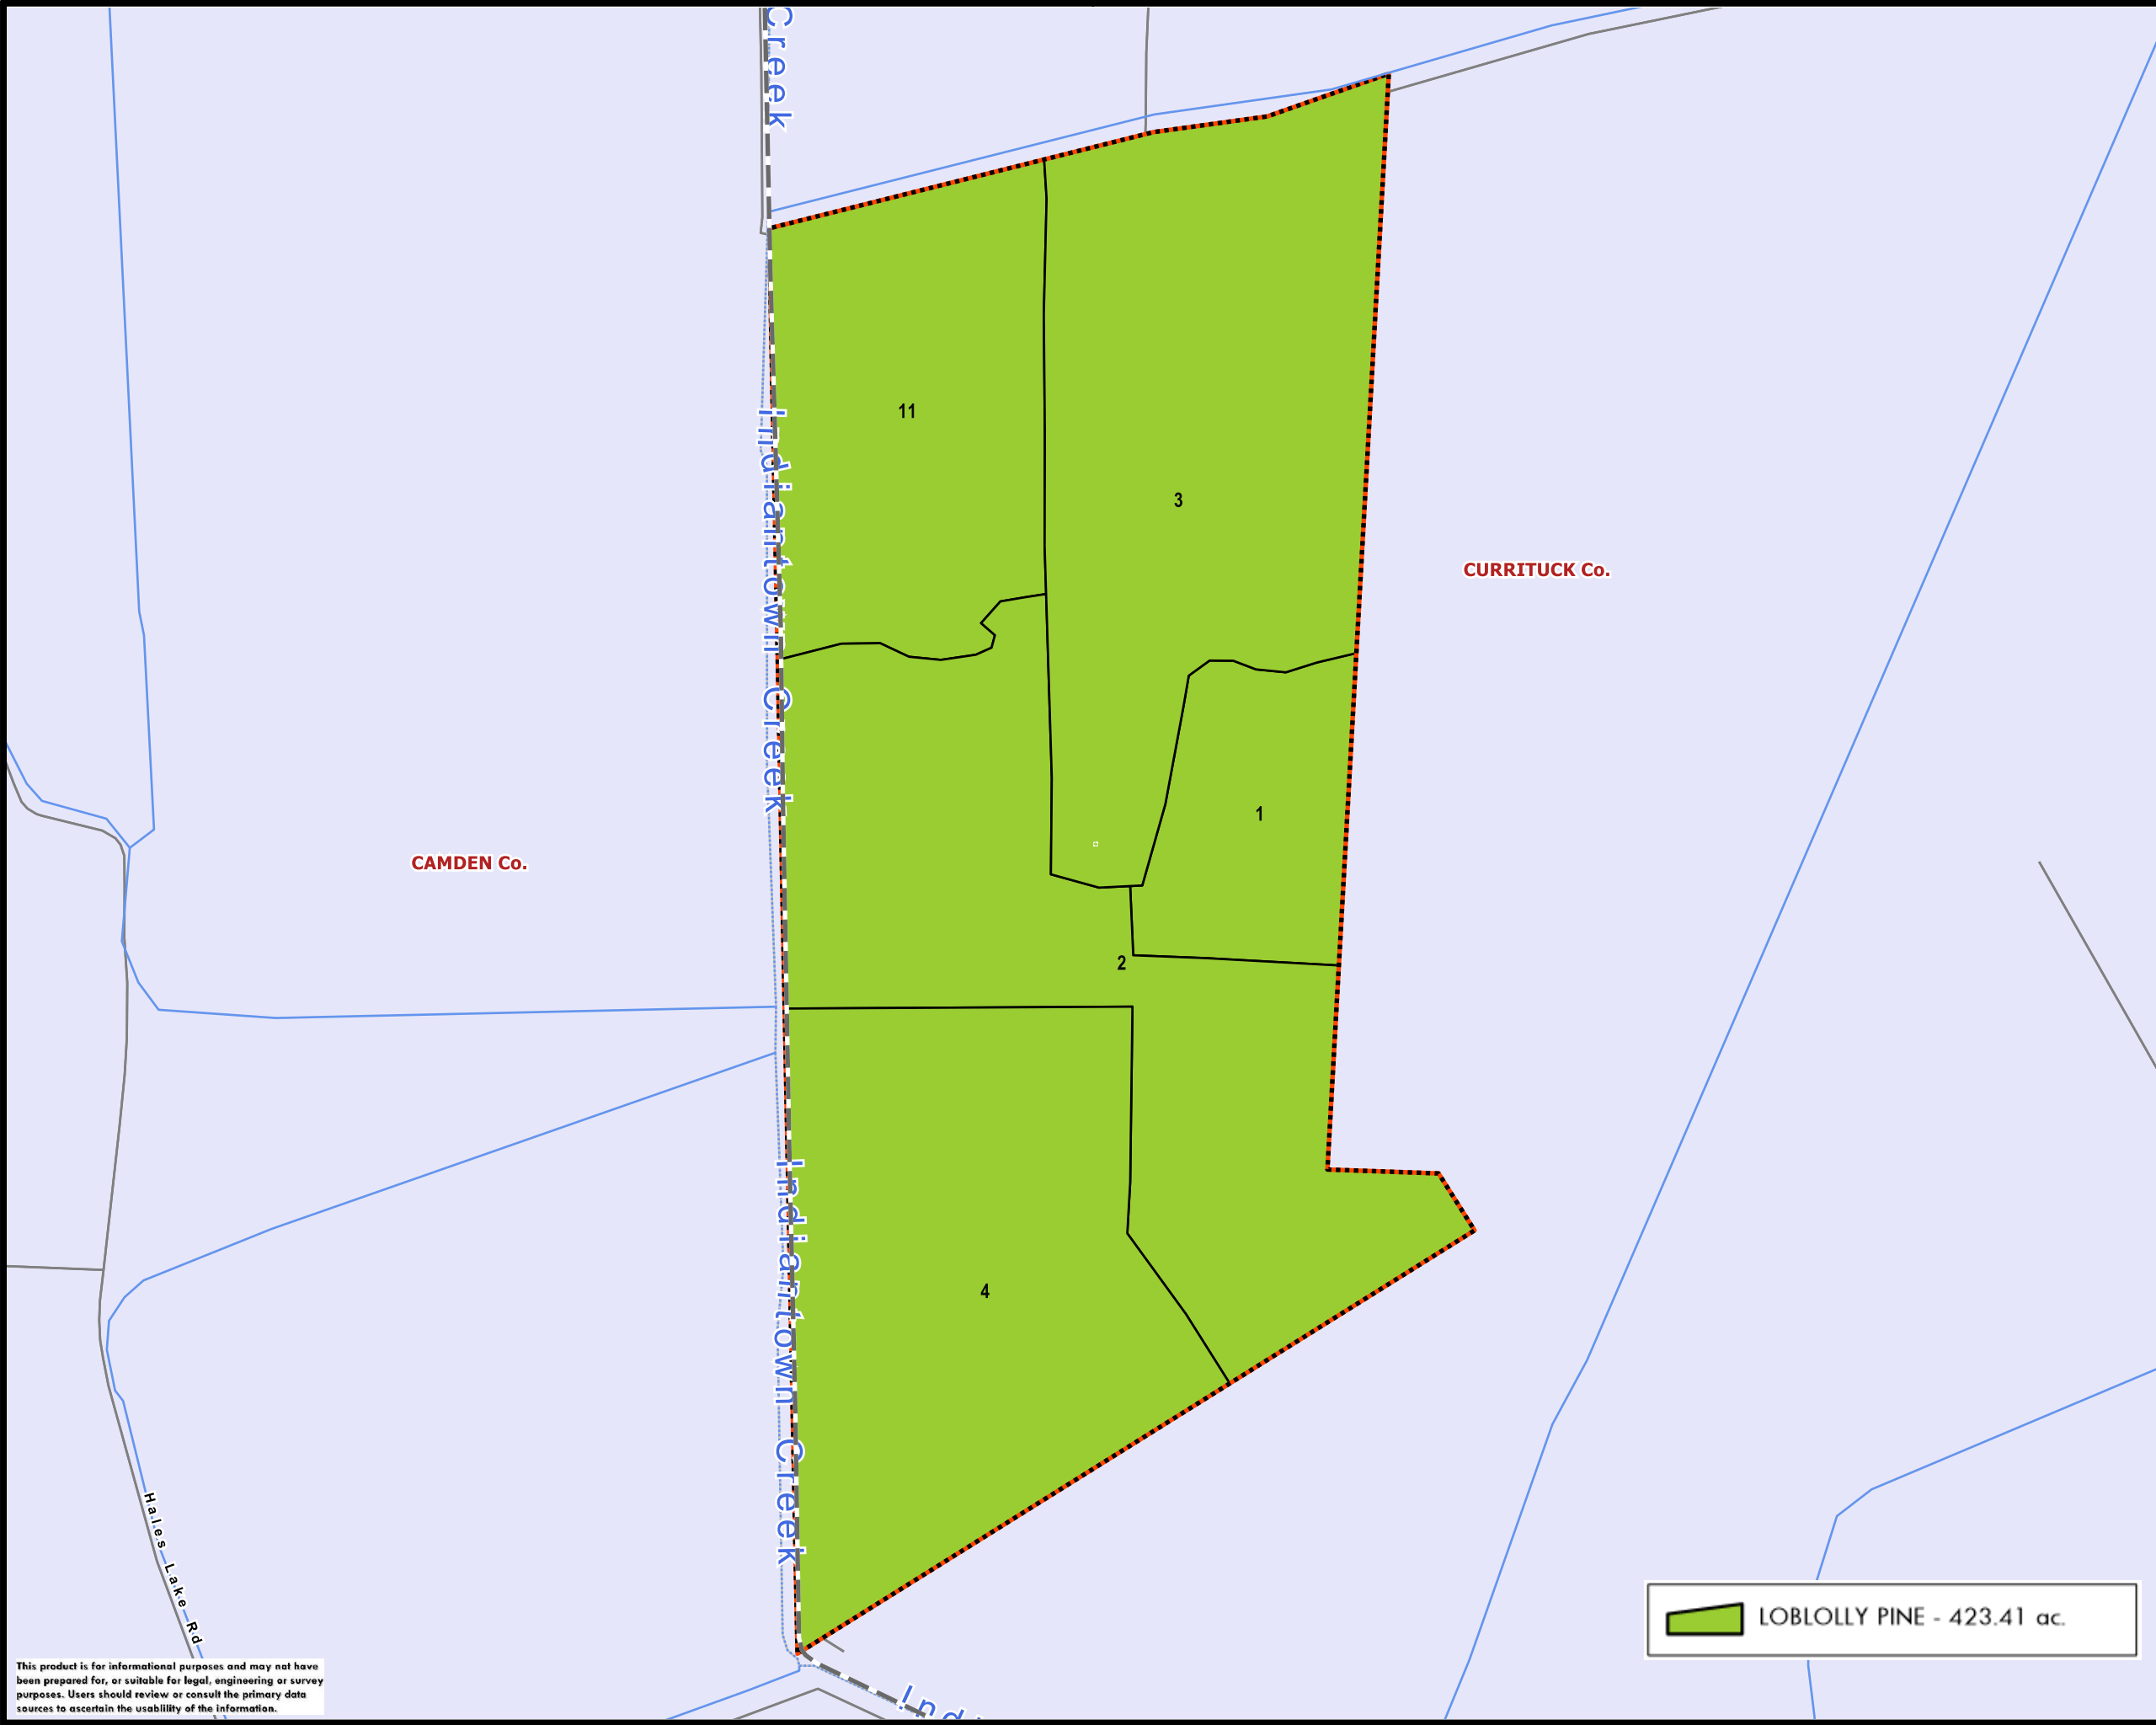 Creek
11
Indiantown Creek
3
CURRITUCK Co.
1
CAMDEN Co.
2
Indiantown Creek
4
Hales Lake Rd
LOBLOLLY PINE - 423.41 ac.
This product is for informational purposes and may not have
been prepared for, or suitable for legal, engineering or survey
purposes. Users should review or consult the primary data
sources to ascertain the usablility of the information.